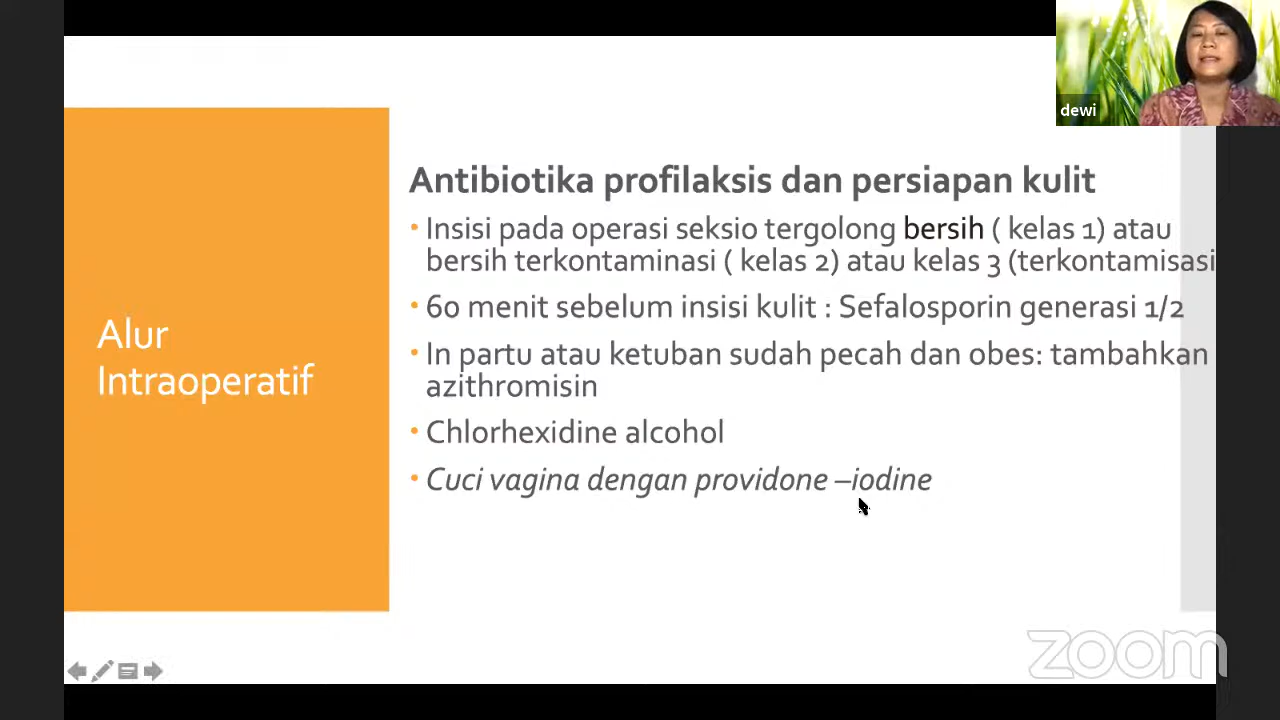 dewi
Antibiotika profilaksis dan persiapan kulit
• Insisi pada operasi seksio tergolong bersih ( kelas 1) atau
bersih terkontaminasi ( kelas 2) atau kelas 3 (terkontamisasi
• 60 menit sebelum insisi kulit : Sefalosporin generasi 1/2
• In partu atau ketuban sudah pecah dan obes: tambahkan
azithromisin
• Chlorhexidine alcohol
• Cuci vagina dengan providone –iodine
Alur
Intraoperatif
zoom